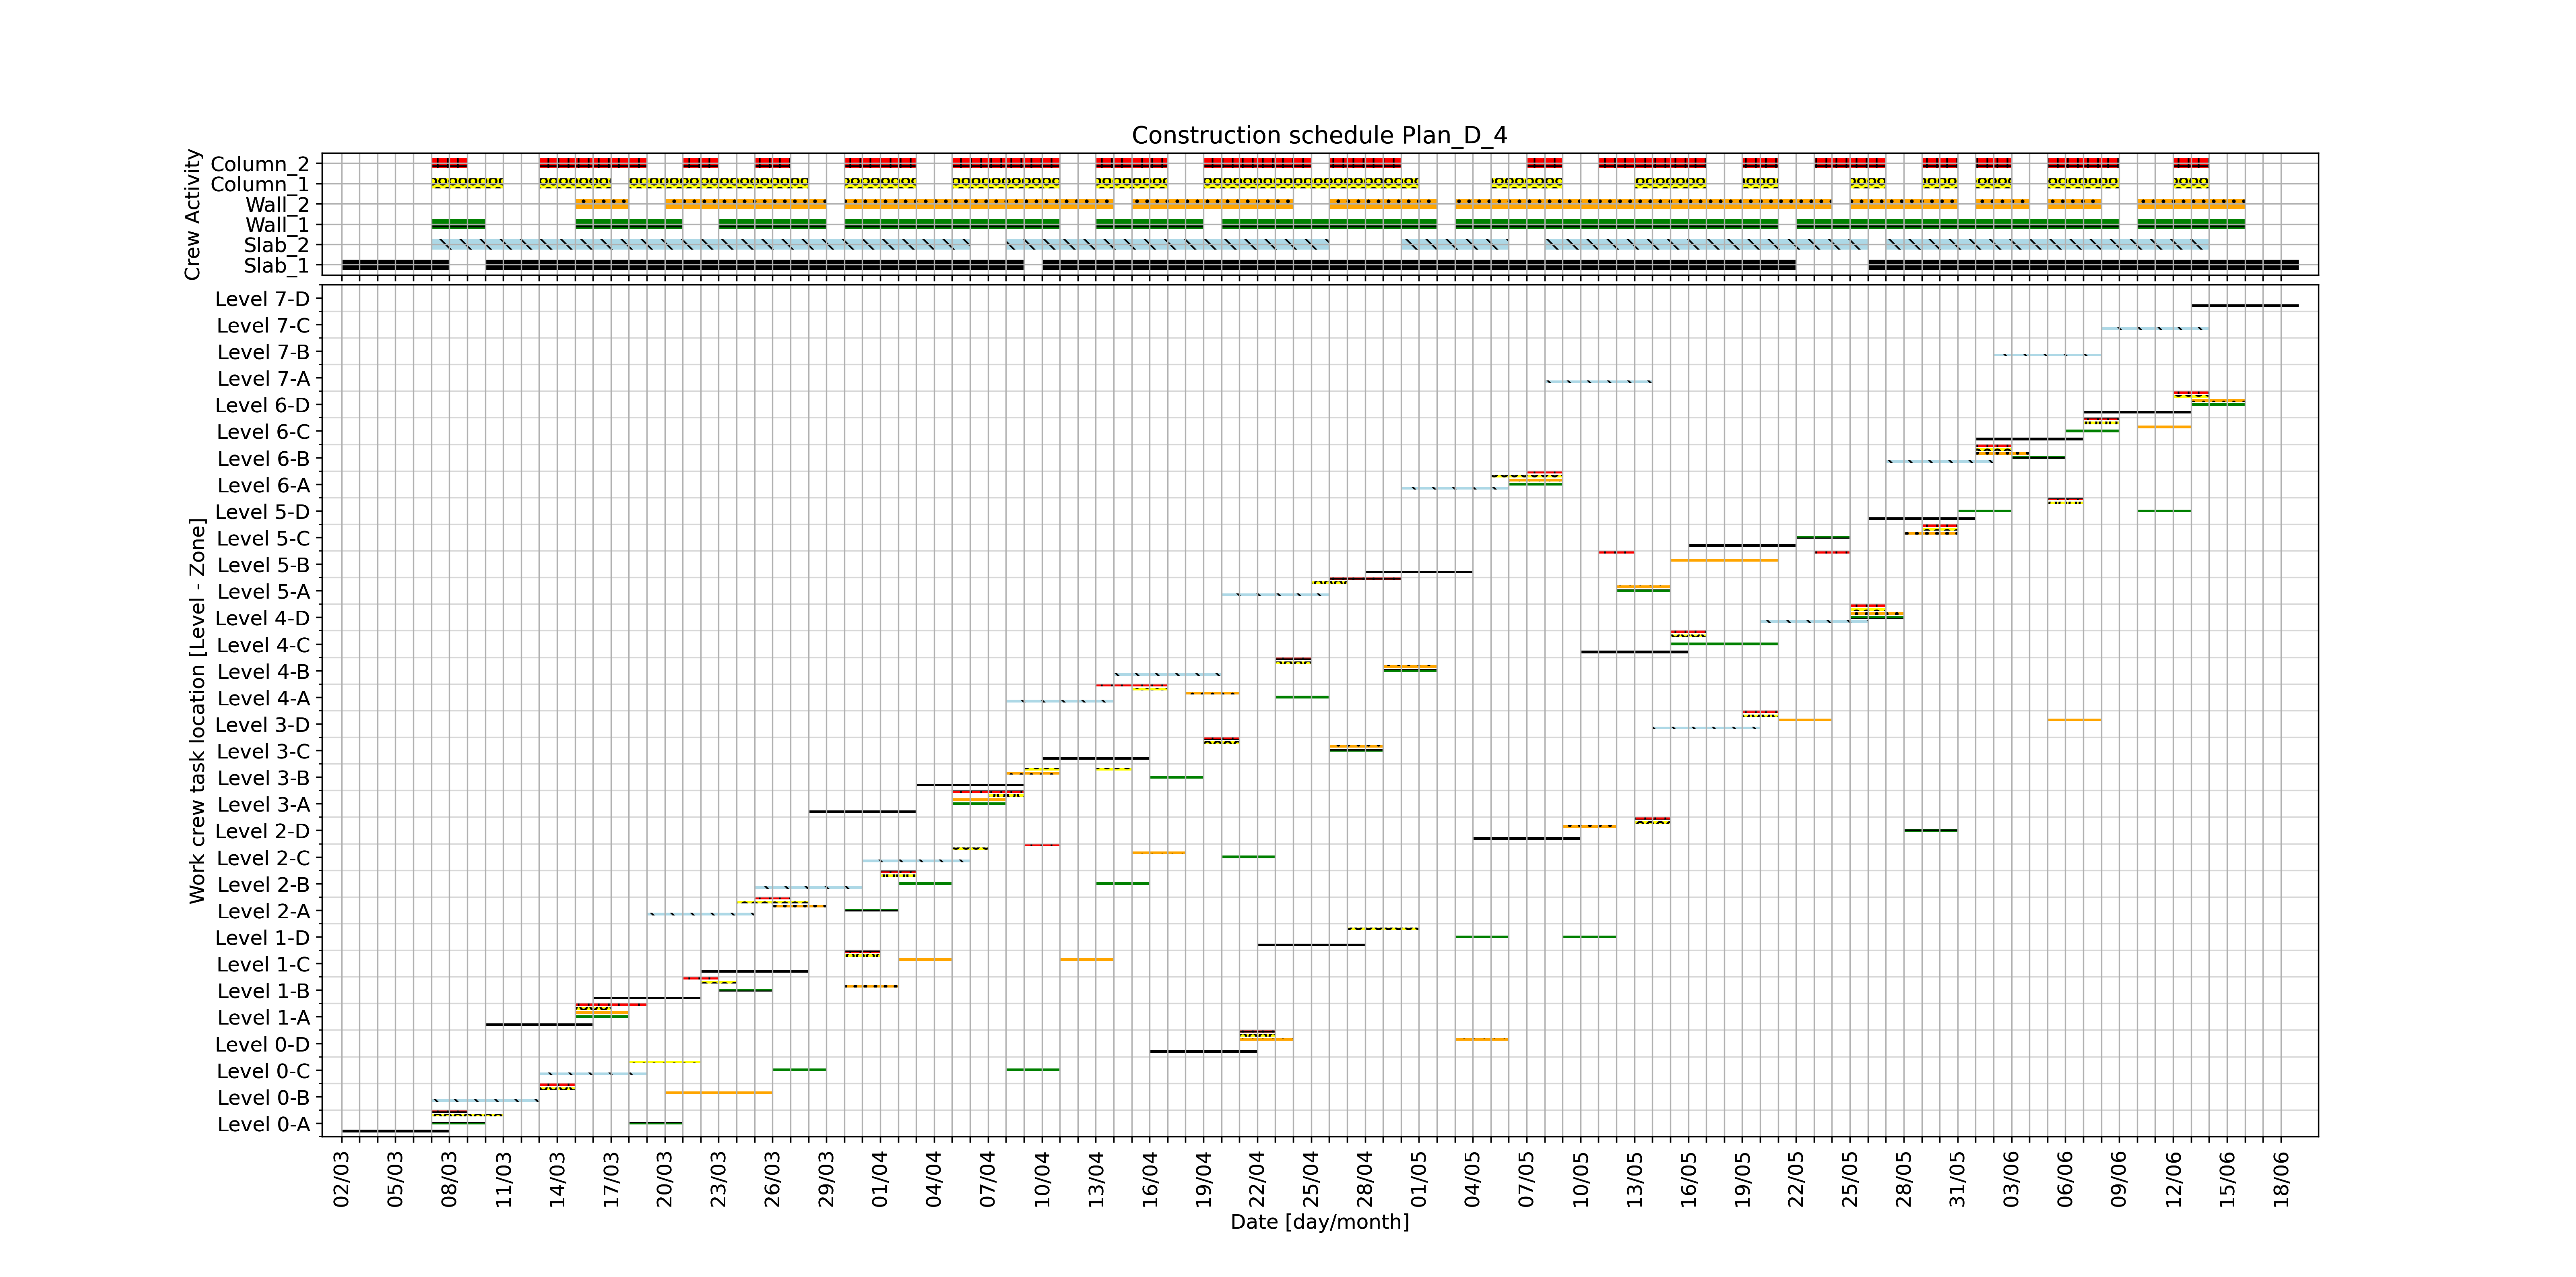 Construction schedule Plan_D_4
Crew Activity
Column_2
Column_1
Wall_2
Wall_1
Slab_2
Slab_1
Work crew task location [Level - Zone]
Level 7-D
Level 7-C
Level 7-B
Level 7-A
Level 6-D
Level 6-C
Level 6-B
Level 6-A
Level 5-D
Level 5-C
Level 5-B
Level 5-A
Level 4-D
Level 4-C
Level 4-B
Level 4-A
Level 3-D
Level 3-C
Level 3-B
Level 3-A
Level 2-D
Level 2-C
Level 2-B
Level 2-A
Level 1-D
Level 1-C
Level 1-B
Level 1-A
Level 0-D
Level 0-C
Level 0-B
Level 0-A
02/03 05/03 08/03 11/03 14/03 17/03 20/03 23/03 26/03 29/03 01/04 04/04 07/04 10/04 13/04 16/04 19/04 22/04 25/04 28/04 01/05 04/05 07/05 10/05 13/05 16/05 19/05 22/05 25/05 28/05 31/05 03/06 06/06 09/06 12/06 15/06 18/06
Date [day/month]